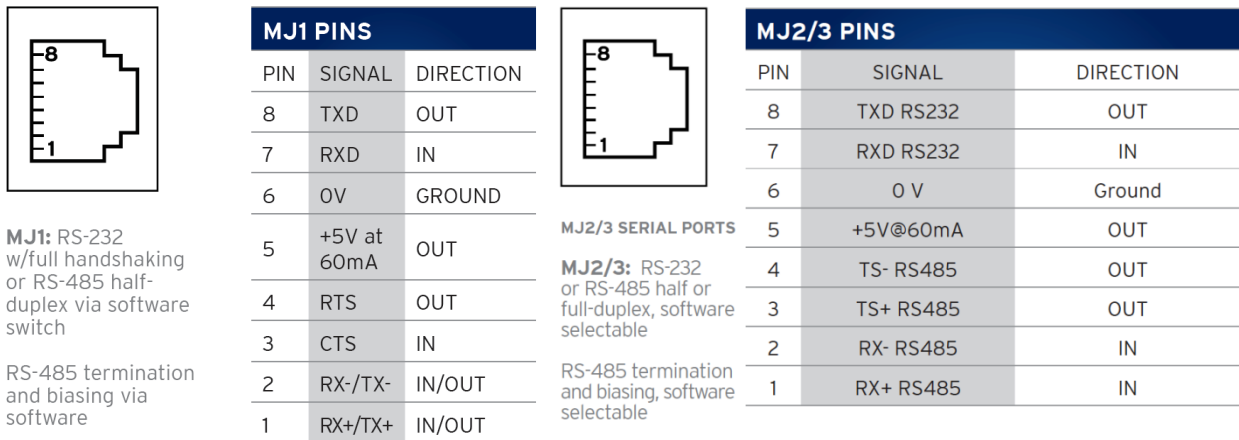 8
1
MJ1: RS-232
w/full handshaking
or RS-485 half-
duplex via software
switch
RS-485 termination
and biasing via
software
MJ1 PINS
PIN SIGNAL DIRECTION
8 TXD OUT
7 RXD IN
6 0V GROUND
5 +5V at 60mA OUT
4 RTS OUT
3 CTS IN
2 RX-/TX- IN/OUT
1 RX+/TX+ IN/OUT
8
1
MJ2/3 SERIAL PORTS
MJ2/3: RS-232
or RS-485 half or
full-duplex, software
selectable
RS-485 termination
and biasing, software
selectable
MJ2/3 PINS
PIN SIGNAL DIRECTION
8 TXD RS232 OUT
7 RXD RS232 IN
6 0 V Ground
5 +5V@60mA OUT
4 TS- RS485 OUT
3 TS+ RS485 OUT
2 RX- RS485 IN
1 RX+ RS485 IN